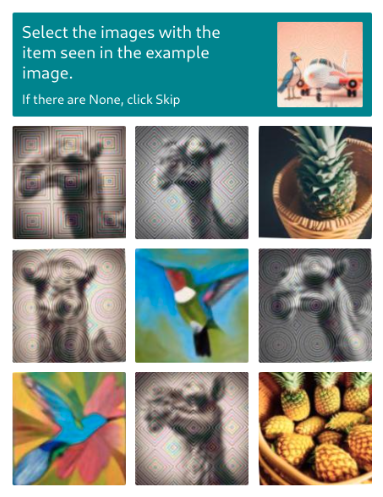 Select the images with the
item seen in the example
image.
If there are None, click Skip